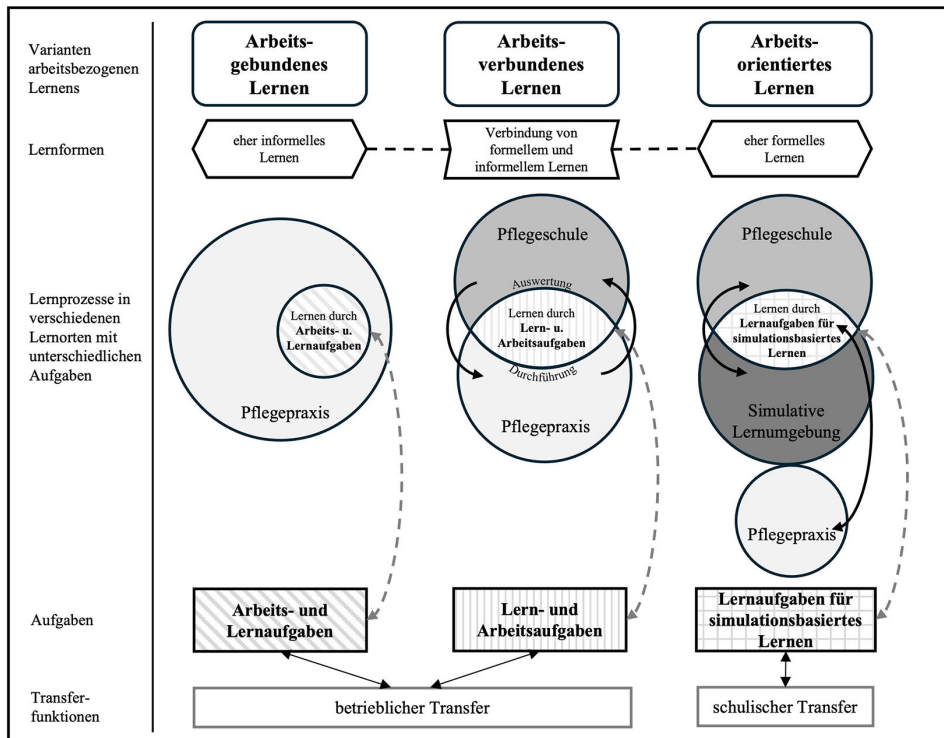 Varianten
arbeitsbezogenen
Lernens
Arbeits-
gebundenes
Lernen
Arbeits-
verbundenes
Lernen
Arbeits-
orientiertes
Lernen
Lernformen
eher informelles
Lernen
Verbindung von
formellem und
informellem Lernen
eher formelles
Lernen
Lernprozesse in
verschiedenen
Lernorten mit
unterschiedlichen
Aufgaben
Lernen durch
Arbeits- u.
Lernaufgaben
Pflegepraxis
Pflegeschule
Auswertung
Lernen durch
Lern- u.
Arbeitsaufgaben
Durchführung
Pflegepraxis
Pflegeschule
Lernen durch
Lernaufgaben für
simulationsbasiertes
Lernen
Simulative
Lernumgebung
Pflegepraxis
Aufgaben
Arbeits- und
Lernaufgaben
Lern- und
Arbeitsaufgaben
Lernaufgaben für
simulationsbasiertes
Lernen
Transfer-
funktionen
betrieblicher Transfer
schulischer Transfer